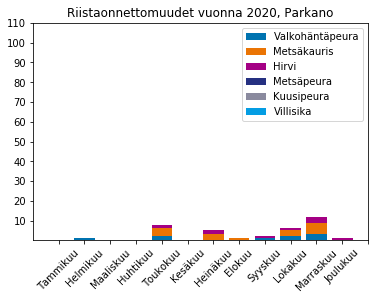 Riistaonnettomuudet vuonna 2020, Parkano
110
100
90
80
70
60
50
40
30
20
10
Valkohäntäpeura
Metsäkauris
Hirvi
Metsäpeura
Kuusipeura
Villisika
Tammikuu
Helmikuu
Maaliskuu
Huhtikuu
Toukokuu
Kesäkuu
Heinäkuu
Elokuu
Syyskuu
Lokakuu
Marraskuu
Joulukuu